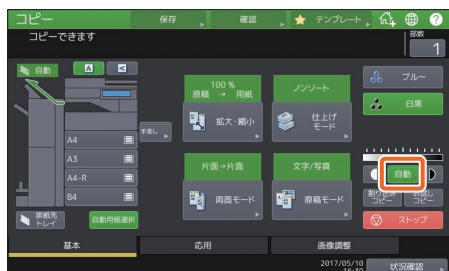 コピー 保存 確認 テンプレート
コピーできます 部数
1
自動 A
100 %
原稿 → 用紙
ノンソート
ブルー
白黒
拡大・縮小
仕上げ
モード
手差し
A4
A3
A4-R
B4
片面→片面
文字/写真
自動
両面モード
原稿モード
割り込み
コピー
試し
コピー
排紙先
トレイ
自動用紙選択
ストップ
基本 応用 画像調整
2017/05/10
16:30
状況確認